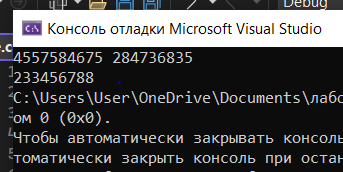 Debug
Консоль отладки Microsoft Visual Studio
4557584675 284736835
233456788
C:\Users\User\OneDrive\Documents\лабо
ом 0 (0x0).
Чтобы автоматически закрывать консоль
томатически закрыть консоль при остан